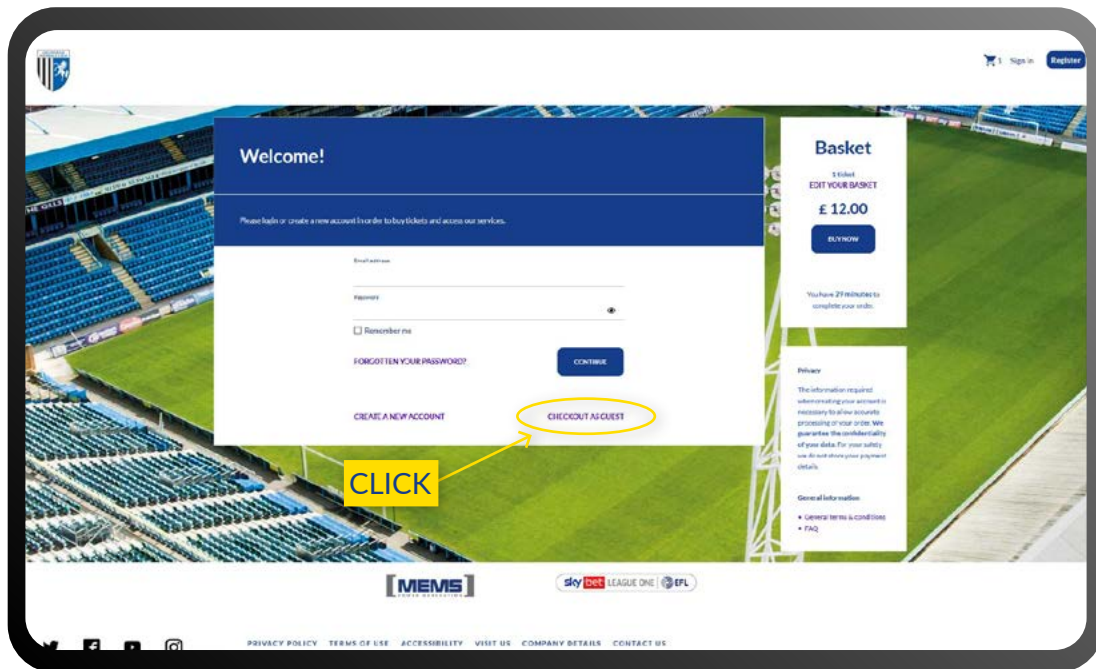 1 Sign in Register
Welcome!
Please login or create a new account in order to buy tickets and access our services.
Email address
Password
Remember me
FORGOTTEN YOUR PASSWORD?
CONTINUE
CREATE A NEW ACCOUNT
CHECKOUT AS GUEST
CLICK
Basket
1 ticket
EDIT YOUR BASKET
£ 12.00
BUY NOW
You have 29 minutes to
complete your order.
Privacy
The information required
when creating your account is
necessary to allow accurate
processing of your order. We
guarantee the confidentiality
of your data. For your safety
we do not store your payment
details.
General information
• General terms & conditions
• FAQ
[MEMS]
POWER GENERATION
sky bet LEAGUE ONE EFL
PRIVACY POLICY TERMS OF USE ACCESSIBILITY VISIT US COMPANY DETAILS CONTACT US